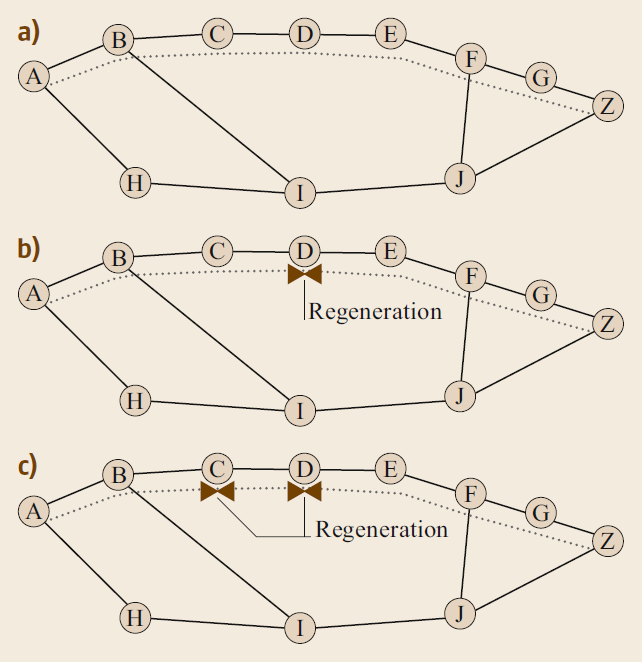 a)
A B C D E F G Z
H I J
b)
A B C D E F G Z
Regeneration
H I J
c)
A B C D E F G Z
Regeneration
H I J